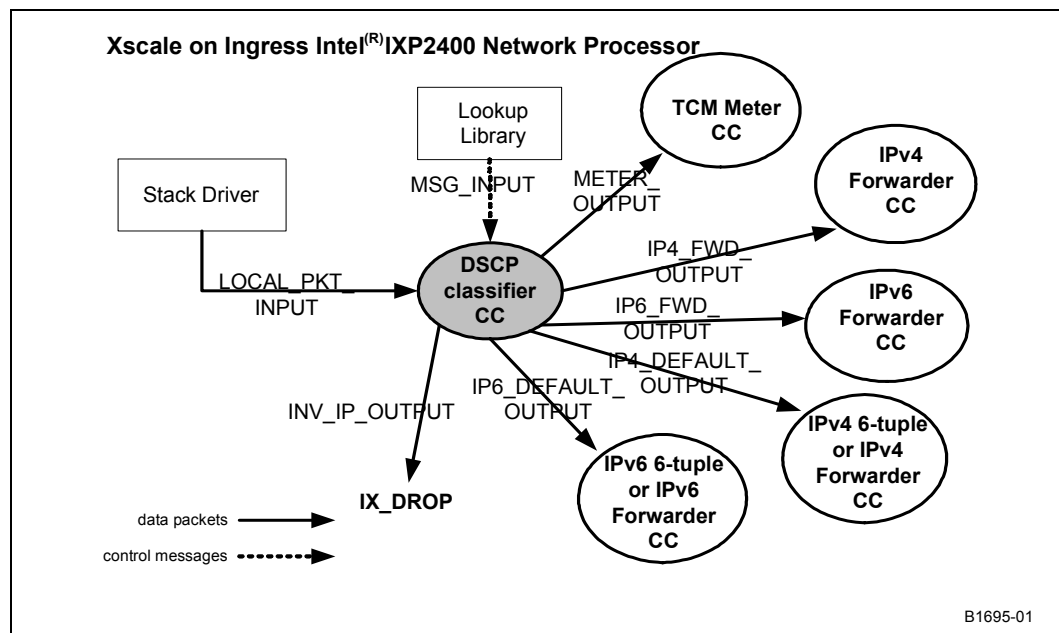 Xscale on Ingress Intel(R)IXP2400 Network Processor
Lookup
Library
TCM Meter
CC
Stack Driver
MSG_INPUT
METER_
OUTPUT
IPv4
Forwarder
CC
LOCAL_PKT_
INPUT
DSCP
classifier
CC
IP4_FWD_
OUTPUT
IP6_FWD_
OUTPUT
IPv6
Forwarder
CC
IP4_DEFAULT_
OUTPUT
IP6_DEFAULT_
OUTPUT
INV_IP_OUTPUT
IPv4 6-tuple
or IPv4
Forwarder
CC
IPv6 6-tuple
or IPv6
Forwarder
CC
IX_DROP
data packets
control messages
B1695-01